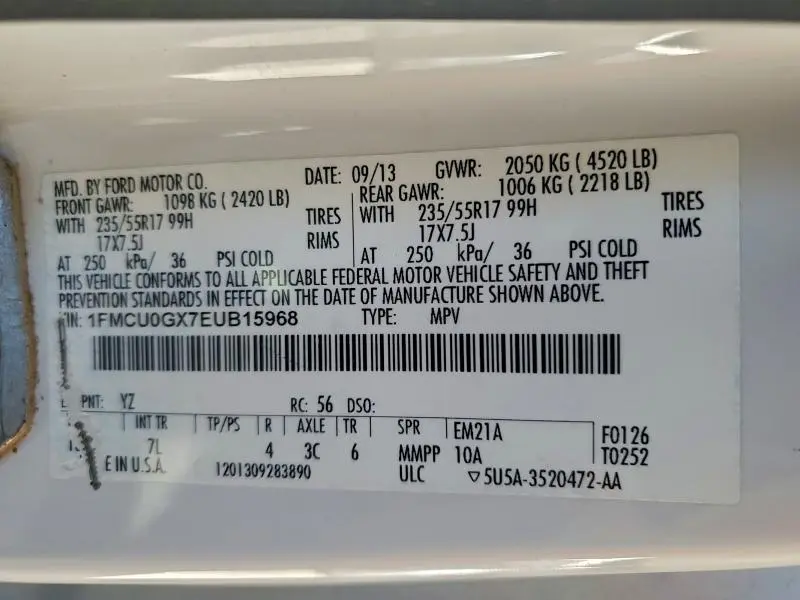 MFD. BY FORD MOTOR CO.
DATE: 09/13 GVWR: 2050 KG ( 4520 LB)
FRONT GAWR: 1098 KG ( 2420 LB)
WITH 235/55R17 99H TIRES
17X7.5J RIMS
AT 250 kPa/ 36 PSI COLD
REAR GAWR: 1006 KG ( 2218 LB)
WITH 235/55R17 99H TIRES
17X7.5J RIMS
AT 250 kPa/ 36 PSI COLD
THIS VEHICLE CONFORMS TO ALL APPLICABLE FEDERAL MOTOR VEHICLE SAFETY AND THEFT
PREVENTION STANDARDS IN EFFECT ON THE DATE OF MANUFACTURE SHOWN ABOVE.
IN: 1FMCU0GX7EUB15968 TYPE: MPV
PNT: YZ RC: 56 DSO:
INT TR TP/PS R AXLE TR SPR EM21A F0126
7L 4 3C 6 MMPP 10A T0252
E IN U.S.A. 1201309283890 ULC ▽5U5A-3520472-AA